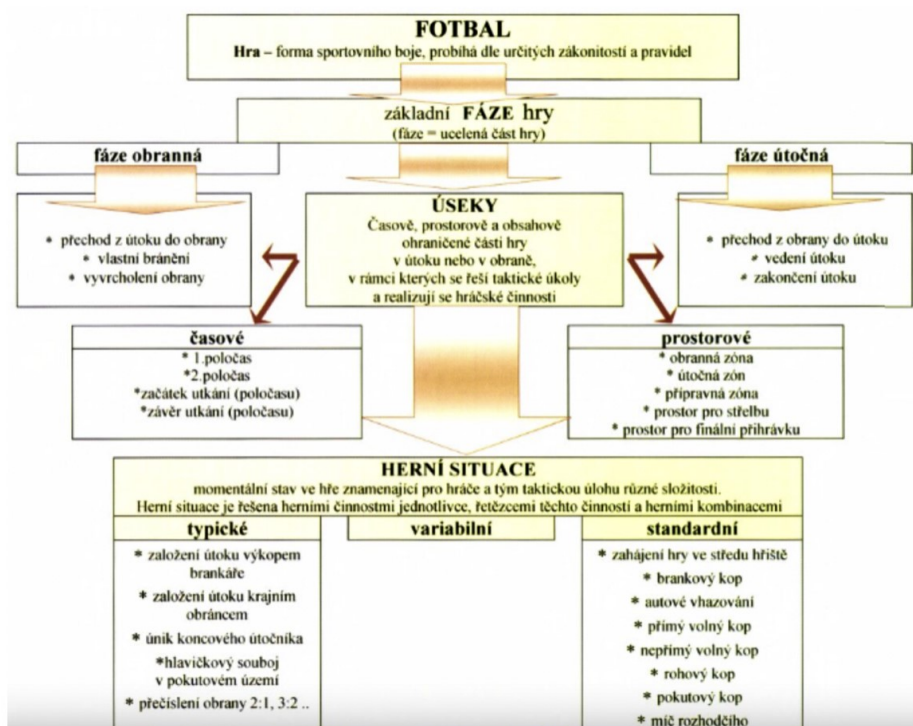 FOTBAL
Hra – forma sportovního boje, probíhá dle určitých zákonitostí a pravidel
základní FÁZE hry
(fáze = ucelená část hry)
fáze obranná
fáze útočná
* přechod z útoku do obrany
* vlastní bránění
* vyvrcholení obrany
ÚSEKY
Časově, prostorově a obsahově
ohraničené části hry
v útoku nebo v obraně,
v rámci kterých se řeší taktické úkoly
a realizují se hráčské činnosti
* přechod z obrany do útoku
* vedení útoku
* zakončení útoku
časové
* 1.poločas
*2.poločas
*začátek utkání (poločasu)
*závěr utkání (poločasu)
prostorové
* obranná zóna
* útočná zón
* přípravná zóna
* prostor pro střelbu
* prostor pro finální přihrávku
HERNÍ SITUACE
momentální stav ve hře znamenající pro hráče a tým taktickou úlohu různé složitosti.
Herní situace je řešena herními činnostmi jednotlivce, řetězcemi těchto činností a herními kombinacemi
typické
* založení útoku výkopem
brankáře
* založení útoku krajním
obráncem
* únik koncového útočníka
*hlavičkový souboj
v pokutovém území
* přečíslení obrany 2:1, 3:2 ..
variabilní
standardní
* zahájení hry ve středu hřiště
* brankový kop
* autové vhazování
* přímý volný kop
* nepřímý volný kop
* rohový kop
* pokutový kop
* míč rozhodčího